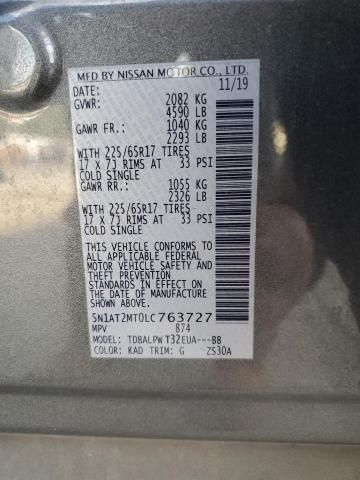 MFD BY NISSAN MOTOR CO., LTD.
DATE: 11/19
GVWR: 2082 KG
4590 LB
GAWR FR: 1040 KG
2293 LB
WITH 225/65R17 TIRES
17 X 7J RIMS AT 33 PSI
COLD SINGLE
GAWR RR: 1055 KG
2326 LB
WITH 225/65R17 TIRES
17 X 7J RIMS AT 33 PSI
COLD SINGLE
THIS VEHICLE CONFORMS TO
ALL APPLICABLE FEDERAL
MOTOR VEHICLE SAFETY AND
THEFT PREVENTION
STANDARDS IN EFFECT ON
THE DATE OF MANUFACTURE
SHOWN ABOVE.
5N1AT2MT0LC763727
MPV 874
MODEL: TDBALPW T32EUA---BB
COLOR: KAD TRIM: G ZS30A